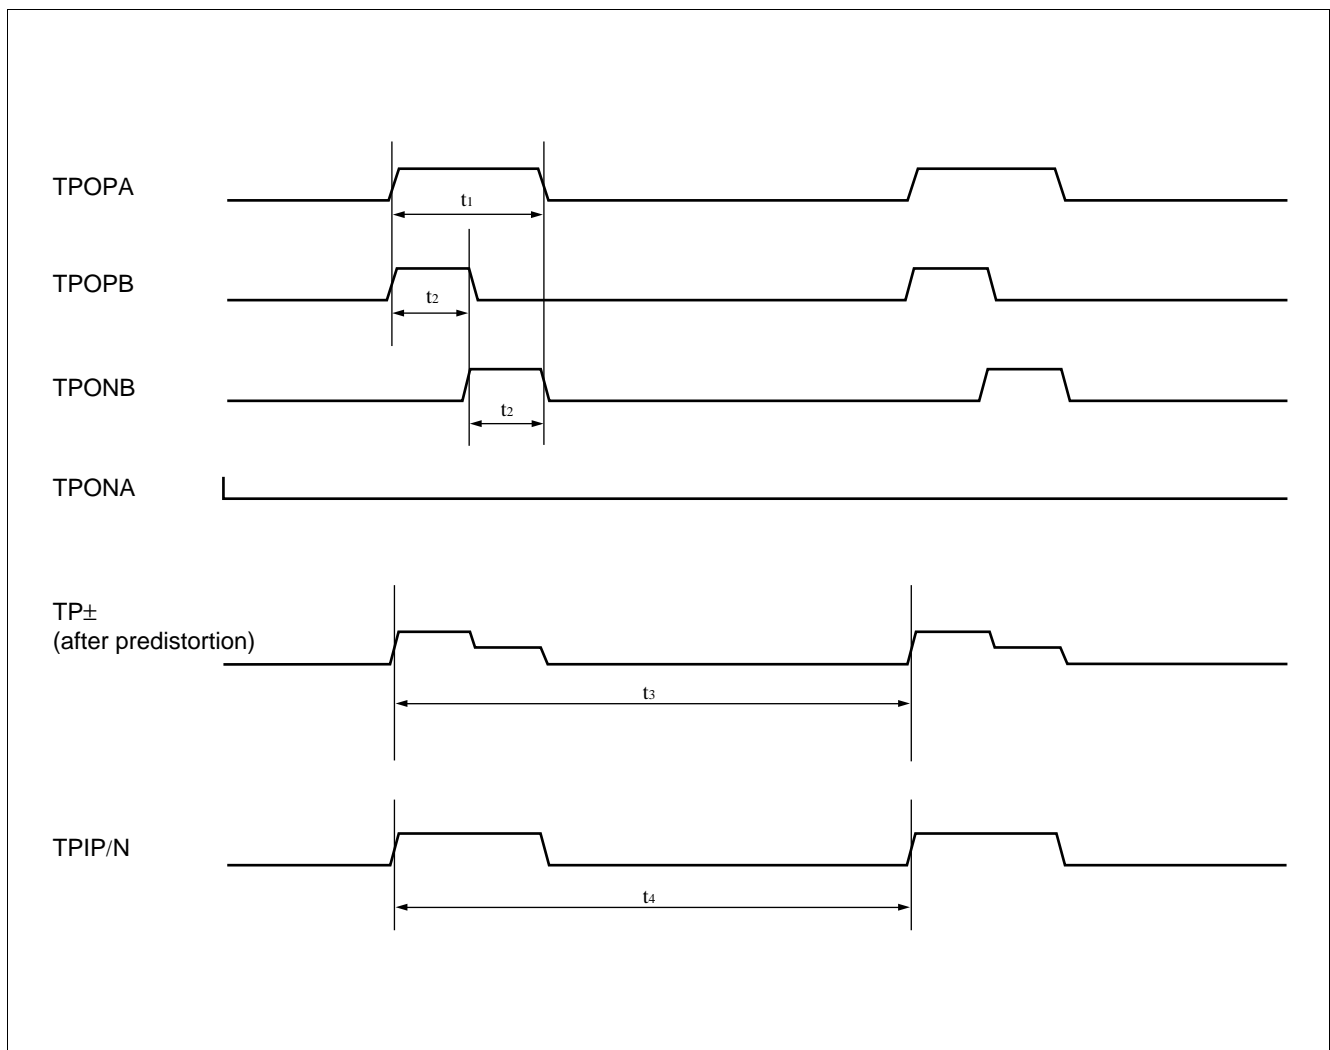 TPOPA
t1
TPOPB
t2
TPONB
t2
TPONA
TP±
(after predistortion)
t3
TPIP/N
t4